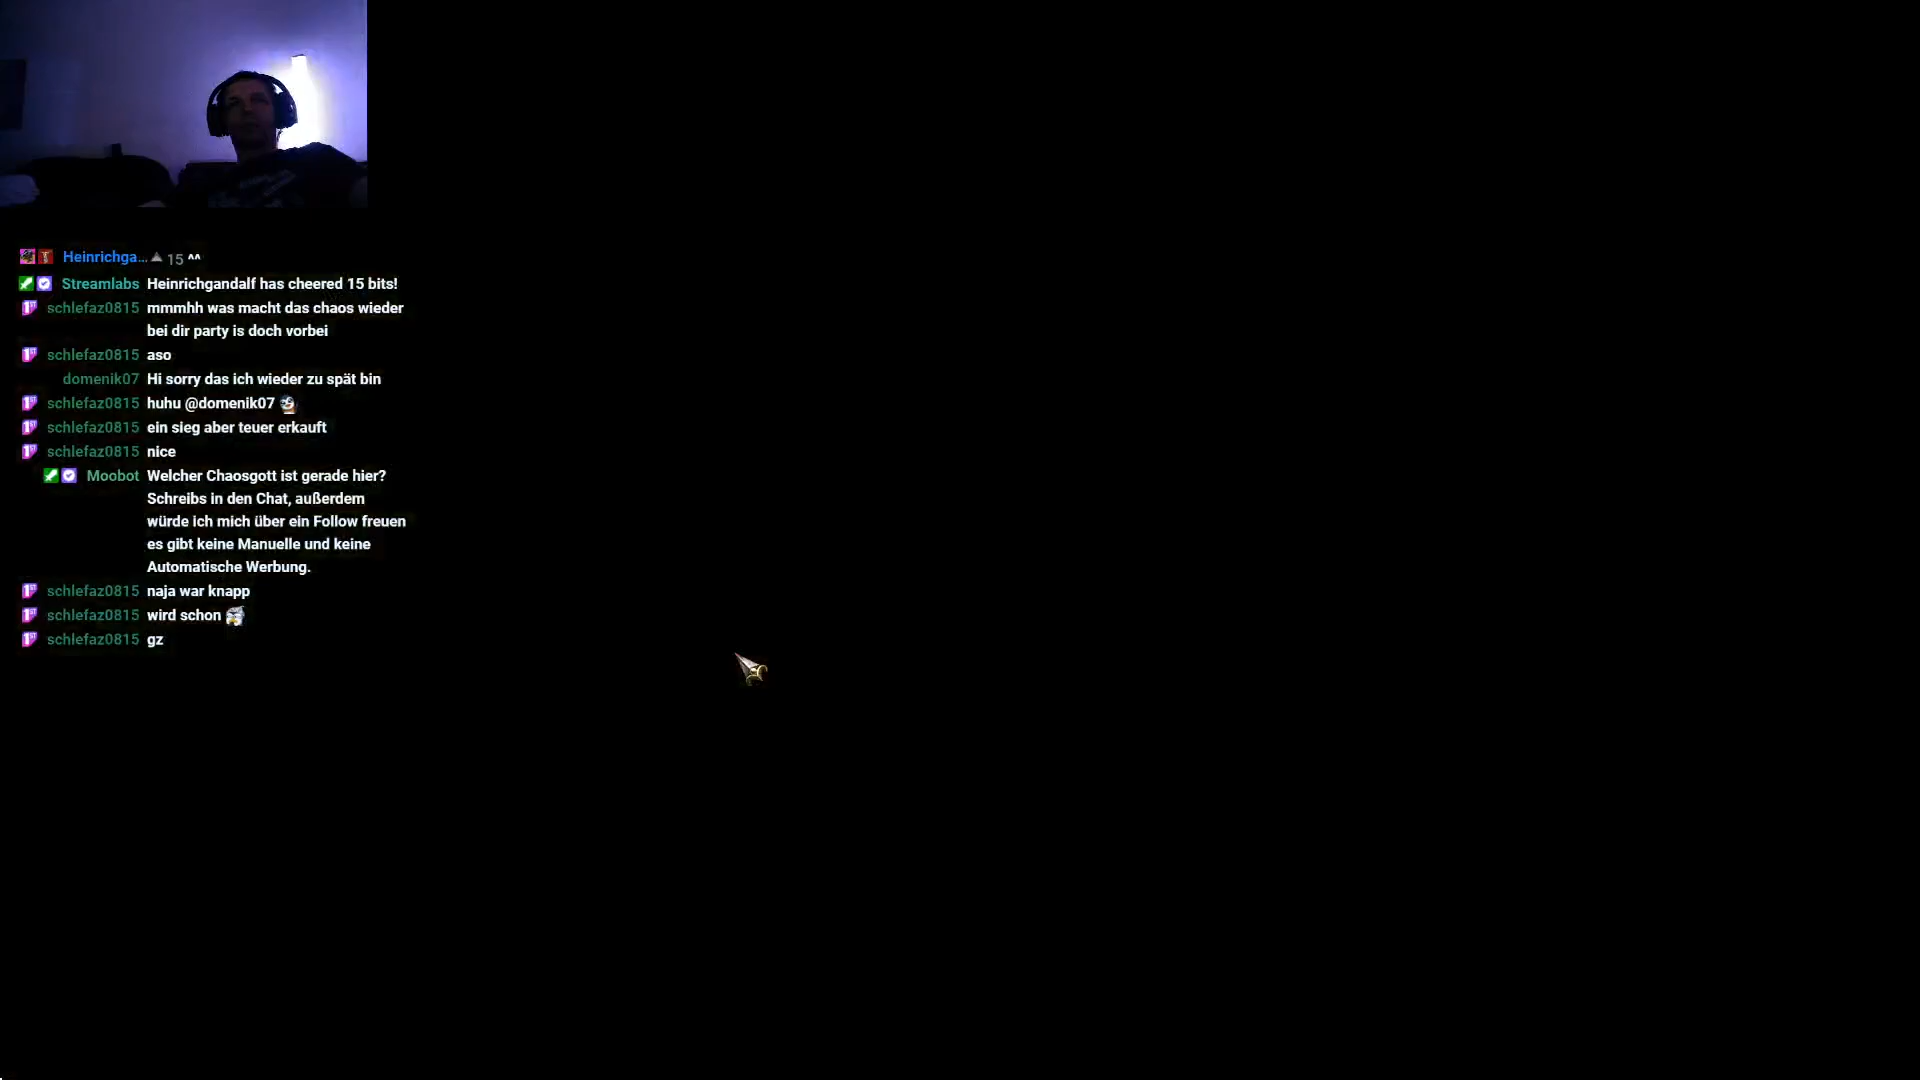 Heinrichga... 15 ^^
Streamlabs Heinrichgandalf has cheered 15 bits!
schlefaz0815 mmmhh was macht das chaos wieder
bei dir party is doch vorbei
schlefaz0815 aso
domenik07 Hi sorry das ich wieder zu spät bin
schlefaz0815 huhu @domenik07
schlefaz0815 ein sieg aber teuer erkauft
schlefaz0815 nice
Moobot Welcher Chaosgott ist gerade hier?
Schreibs in den Chat, außerdem
würde ich mich über ein Follow freuen
es gibt keine Manuelle und keine
Automatische Werbung.
schlefaz0815 naja war knapp
schlefaz0815 wird schon
schlefaz0815 gz